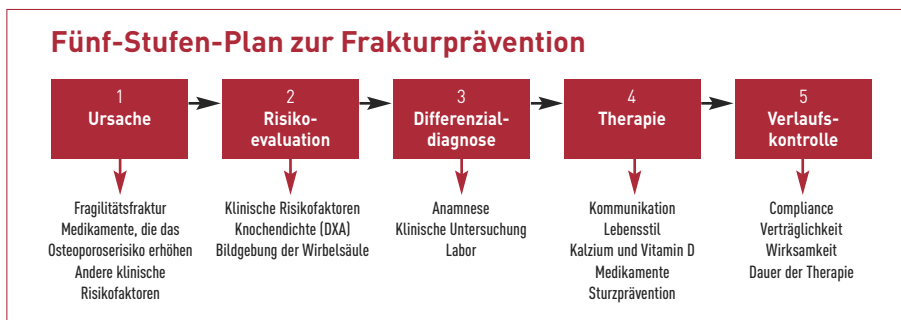 Fünf-Stufen-Plan zur Frakturprävention
1
Ursache
2
Risiko-
evaluation
3
Differenzial-
diagnose
4
Therapie
5
Verlaufs-
kontrolle
Fragilitätsfraktur
Medikamente, die das
Osteoporoserisiko erhöhen
Andere klinische
Risikofaktoren
Klinische Risikofaktoren
Knochendichte (DXA)
Bildgebung der Wirbelsäule
Anamnese
Klinische Untersuchung
Labor
Kommunikation
Lebensstil
Kalzium und Vitamin D
Medikamente
Sturzprävention
Compliance
Verträglichkeit
Wirksamkeit
Dauer der Therapie